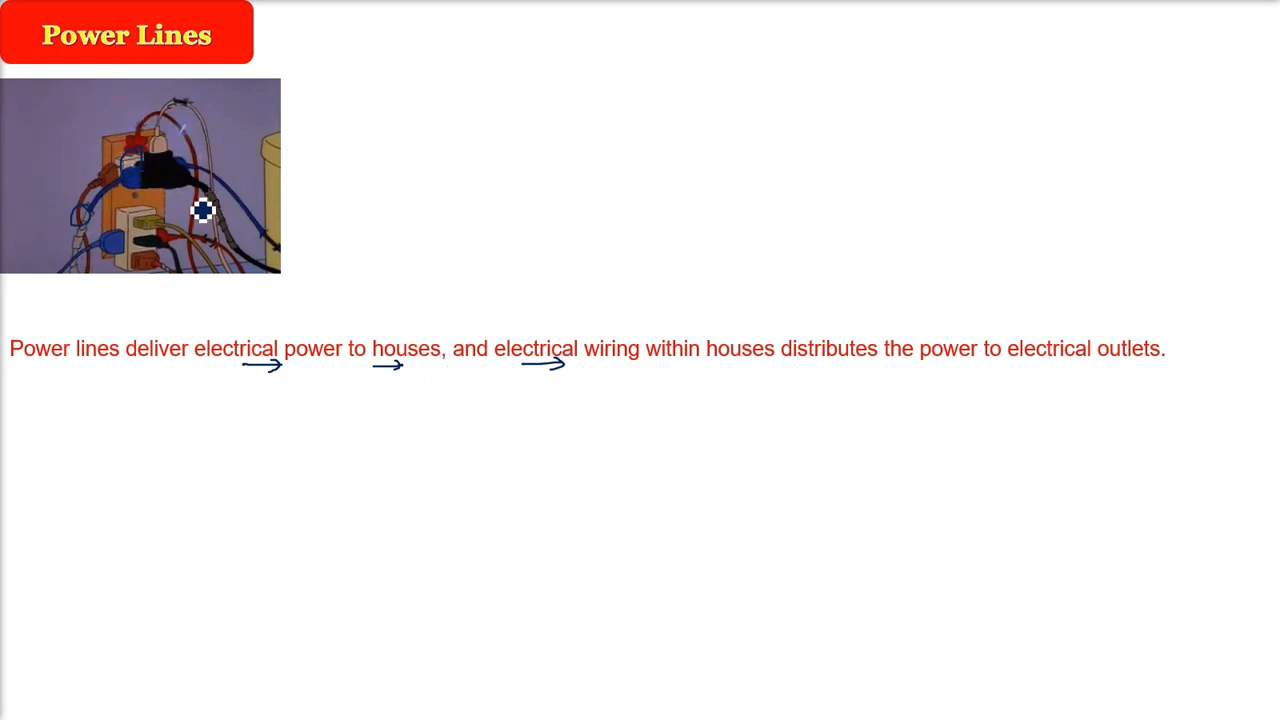 Power Lines
Power lines deliver electrical power to houses, and electrical wiring within houses distributes the power to electrical outlets.